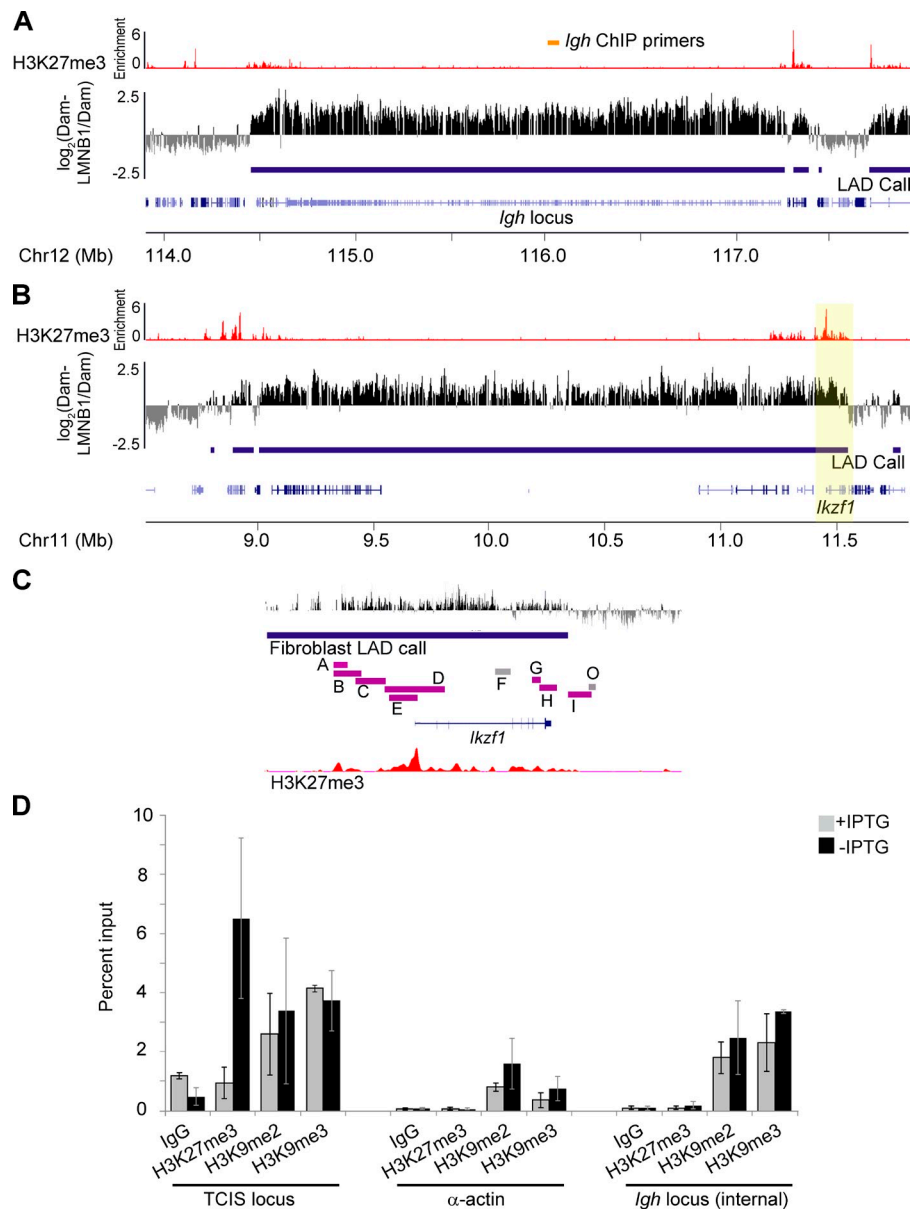 A
H3K27me3
Enrichment
6
0
Igh ChIP primers
log2(Dam-LMNB1/Dam)
2.5
-2.5
LAD Call
Igh locus
Chr12 (Mb)
114.0 115.0 116.0 117.0
B
H3K27me3
Enrichment
6
0
log2(Dam-LMNB1/Dam)
2.5
-2.5
LAD Call
Ikzf1
Chr11 (Mb)
9.0 9.5 10.0 10.5 11.0 11.5
C
Fibroblast LAD call
A
B
C
D
E
F
G
H
I
O
Ikzf1
H3K27me3
D
+IPTG
-IPTG
Percent input
10
8
6
4
2
0
IgG H3K27me3 H3K9me2 H3K9me3 IgG H3K27me3 H3K9me2 H3K9me3 IgG H3K27me3 H3K9me2 H3K9me3
TCIS locus α-actin Igh locus (internal)